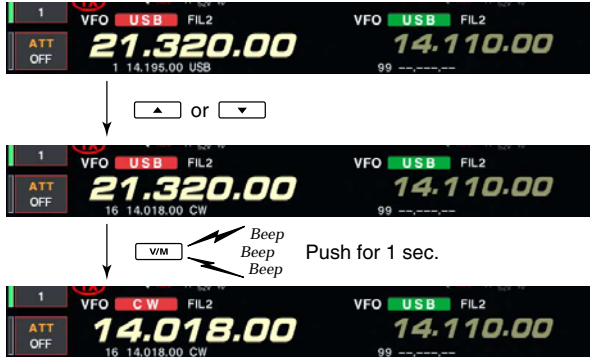 1 VFO USB FIL2 VFO USB FIL2
ATT OFF 21.320.00 14.110.00
1 14.195.00 USB 99 --,---,--
or
1 VFO USB FIL2 VFO USB FIL2
ATT OFF 21.320.00 14.110.00
16 14.018.00 CW 99 --,---,--
V/M Beep Beep Beep Push for 1 sec.
1 VFO CW FIL2 VFO USB FIL2
ATT OFF 14.018.00 14.110.00
16 14.018.00 CW 99 --,---,--